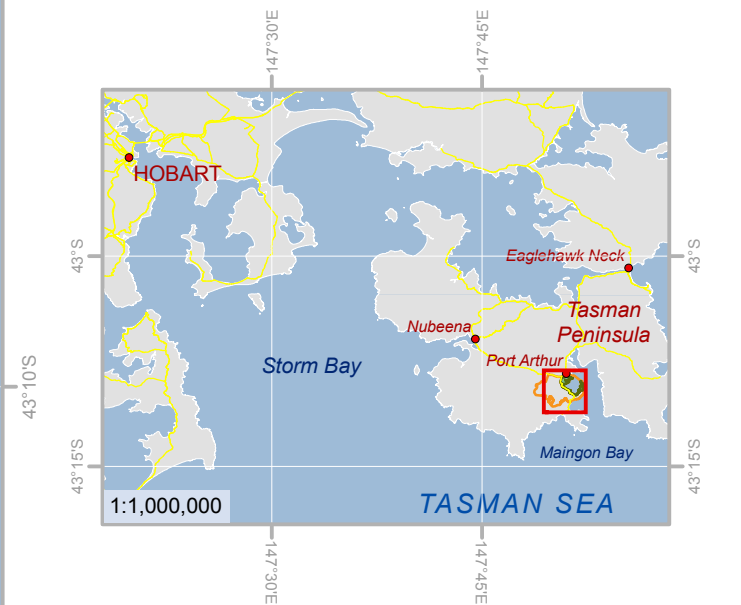 147°30'E
147°45'E
HOBART
43°S
Eaglehawk Neck
43°S
Tasman
Peninsula
Nubeena
Port Arthur
Storm Bay
43°10'S
Maingon Bay
43°15'S
43°15'S
1:1,000,000
TASMAN SEA
147°30'E
147°45'E